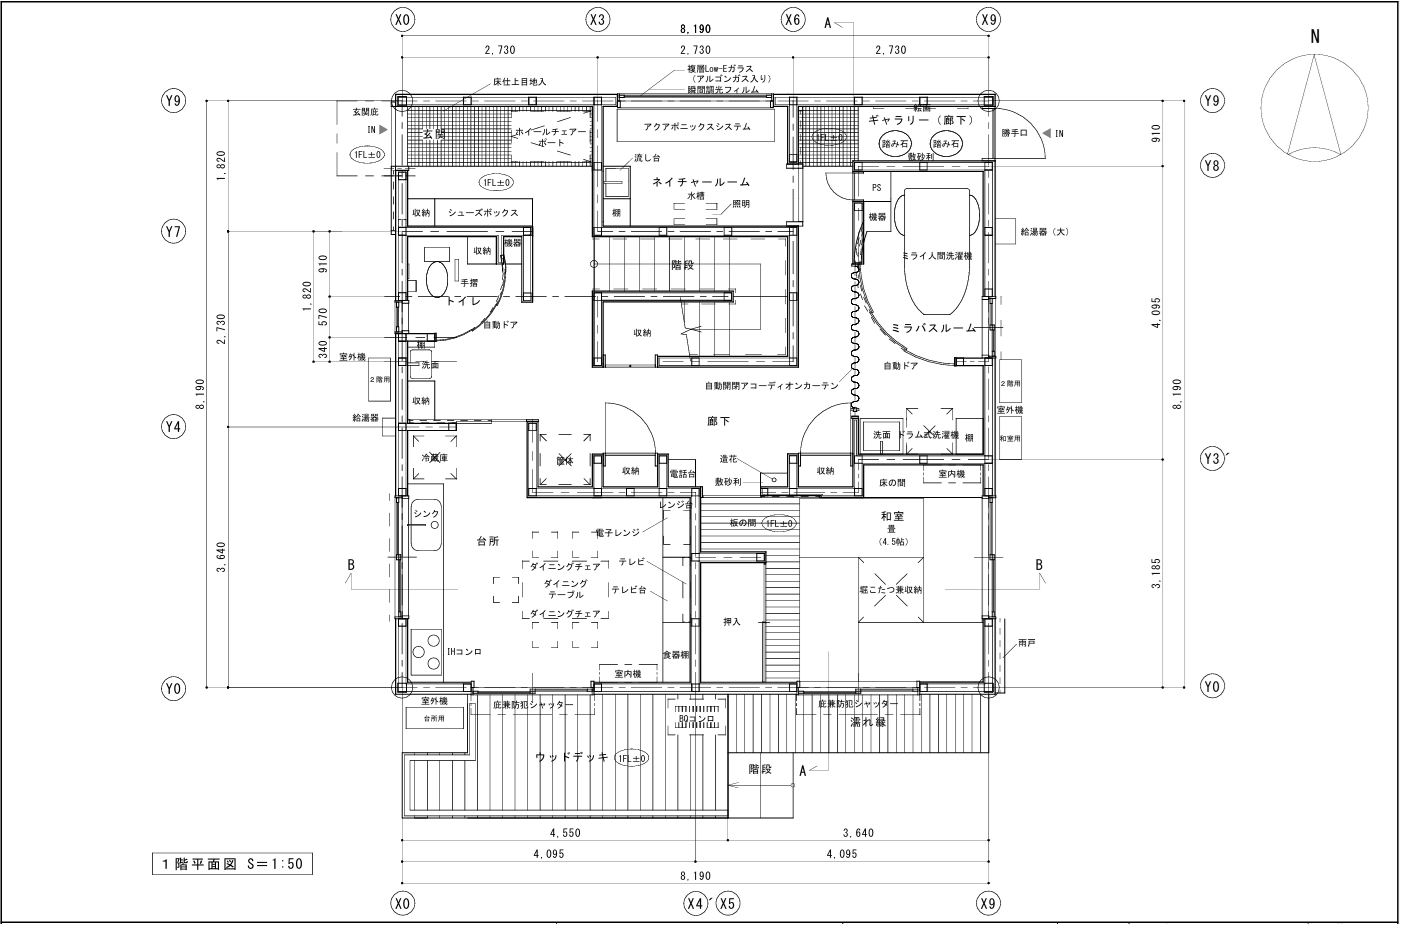 X0
X3
X6
X9
A
8,190
2,730
2,730
2,730
N
複層Low-Eガラス
(アルゴンガス入り)
瞬間調光フィルム
床仕上目地入
Y9
Y9
玄関庇
IN
1FL±0
玄関
ホイールチェアー
ポート
アクアポニックスシステム
1FL±0
絵画
ギャラリー(廊下)
踏み石
踏み石
敷砂利
勝手口
IN
910
1,820
流し台
ネイチャールーム
水槽
照明
棚
1FL±0
収納
シューズボックス
PS
機器
Y8
Y7
給湯器(大)
910
1,820
570
340
2,730
8,190
収納
機器
手摺
トイレ
自動ドア
階段
収納
ミライ人間洗濯機
ミラバスルーム
自動ドア
4,095
8,190
室外機
2階用
棚
洗面
収納
給湯器
自動開閉アコーディオンカーテン
廊下
2階用
室外機
和室用
Y4
Y3´
冷蔵庫
筐体
収納
電話台
造花
敷砂利
収納
洗面
ドラム式洗濯機
棚
床の間
室内機
シンク
台所
レンジ台
電子レンジ
板の間
1FL±0
和室
畳
(4.5帖)
3,640
3,185
B
B
ダイニングチェア
ダイニング
テーブル
ダイニングチェア
テレビ
テレビ台
堀こたつ兼収納
押入
IHコンロ
食器棚
室内機
雨戸
Y0
Y0
室外機
台所用
庇兼防犯シャッター
BQコンロ
庇兼防犯シャッター
濡れ縁
ウッドデッキ
1FL±0
階段
A
4,550
3,640
4,095
4,095
8,190
1階平面図 S=1:50
X0
X4´
X5
X9